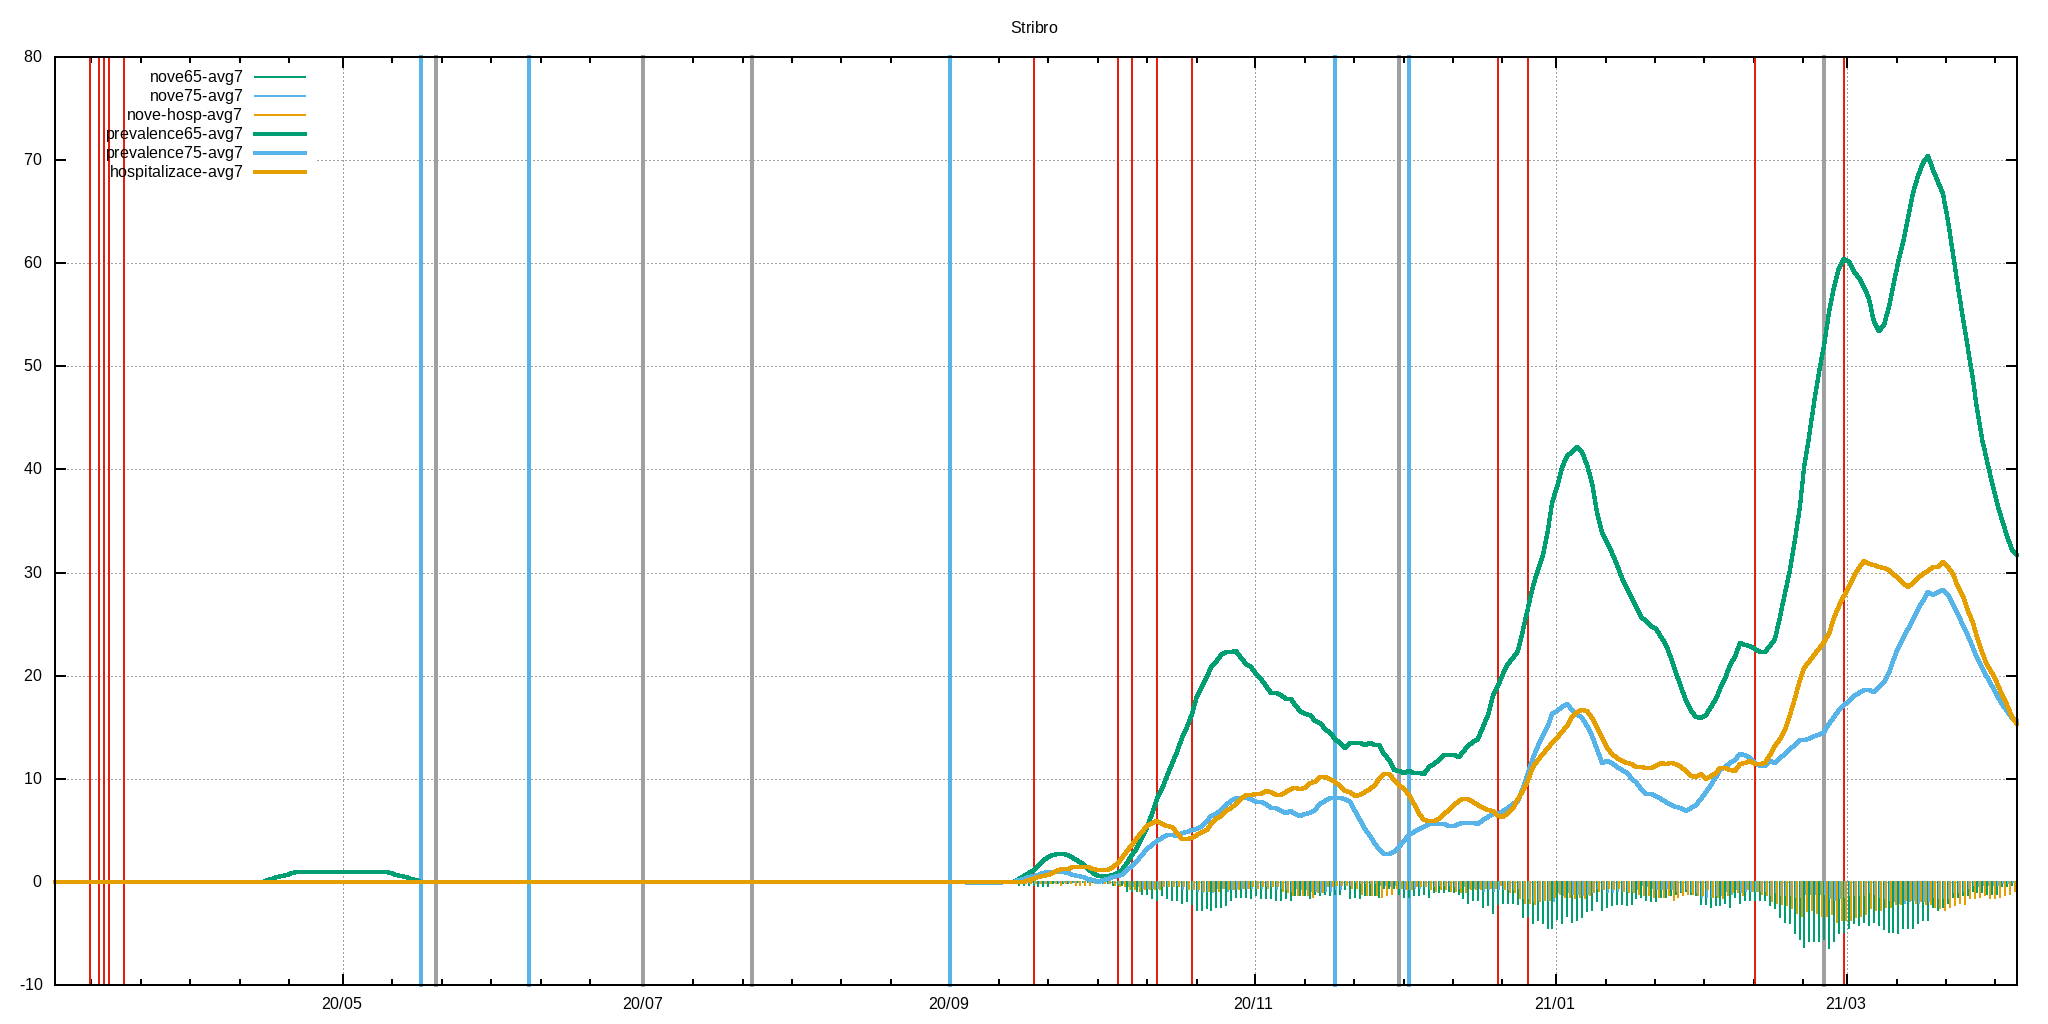 Stribro
80
nove65-avg7
nove75-avg7
nove-hosp-avg7
prevalence65-avg7
prevalence75-avg7
hospitalizace-avg7
70
60
50
40
30
20
10
0
-10
20/05 20/07 20/09 20/11 21/01 21/03